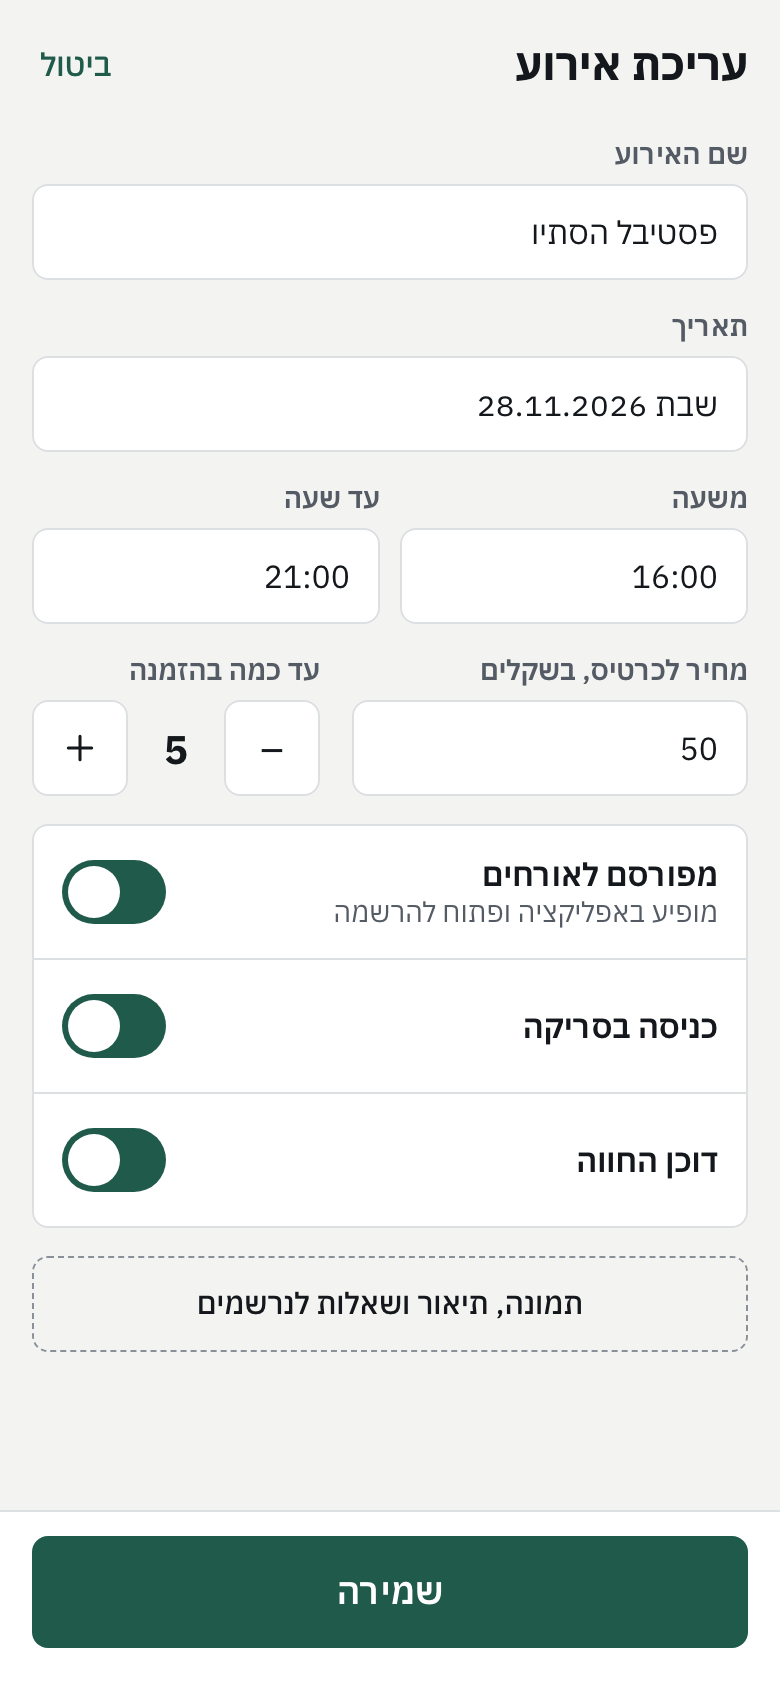 עריכת אירוע
ביטול
שם האירוע
פסטיבל הסתיו
תאריך
שבת 28.11.2026
משעה
עד שעה
16:00
21:00
מחיר לכרטיס, בשקלים
עד כמה בהזמנה
50
−
5
+
מפורסם לאורחים
מופיע באפליקציה ופתוח להרשמה
כניסה בסריקה
דוכן החווה
תמונה, תיאור ושאלות לנרשמים
שמירה